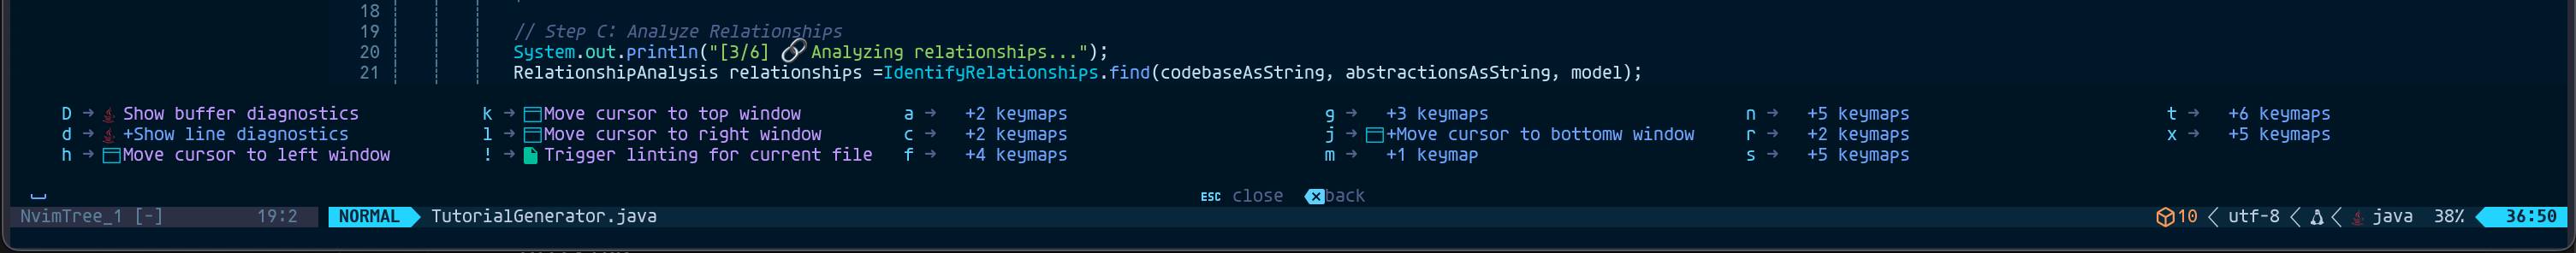 18
19 // Step C: Analyze Relationships
20 System.out.println("[3/6] 🔗 Analyzing relationships...");
21 RelationshipAnalysis relationships =IdentifyRelationships.find(codebaseAsString, abstractionsAsString, model);
D → Show buffer diagnostics k → Move cursor to top window a → +2 keymaps g → +3 keymaps n → +5 keymaps t → +6 keymaps
d → +Show line diagnostics l → Move cursor to right window c → +2 keymaps j → +Move cursor to bottomw window r → +2 keymaps x → +5 keymaps
h → Move cursor to left window ! → Trigger linting for current file f → +4 keymaps m → +1 keymap s → +5 keymaps
ESC close back
NvimTree_1 [-] 19:2 NORMAL TutorialGenerator.java 10 utf-8 java 38% 36:50